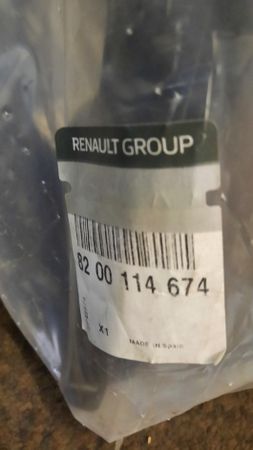 RENAULT GROUP
82 00 114 674
X1
MADE IN Spain